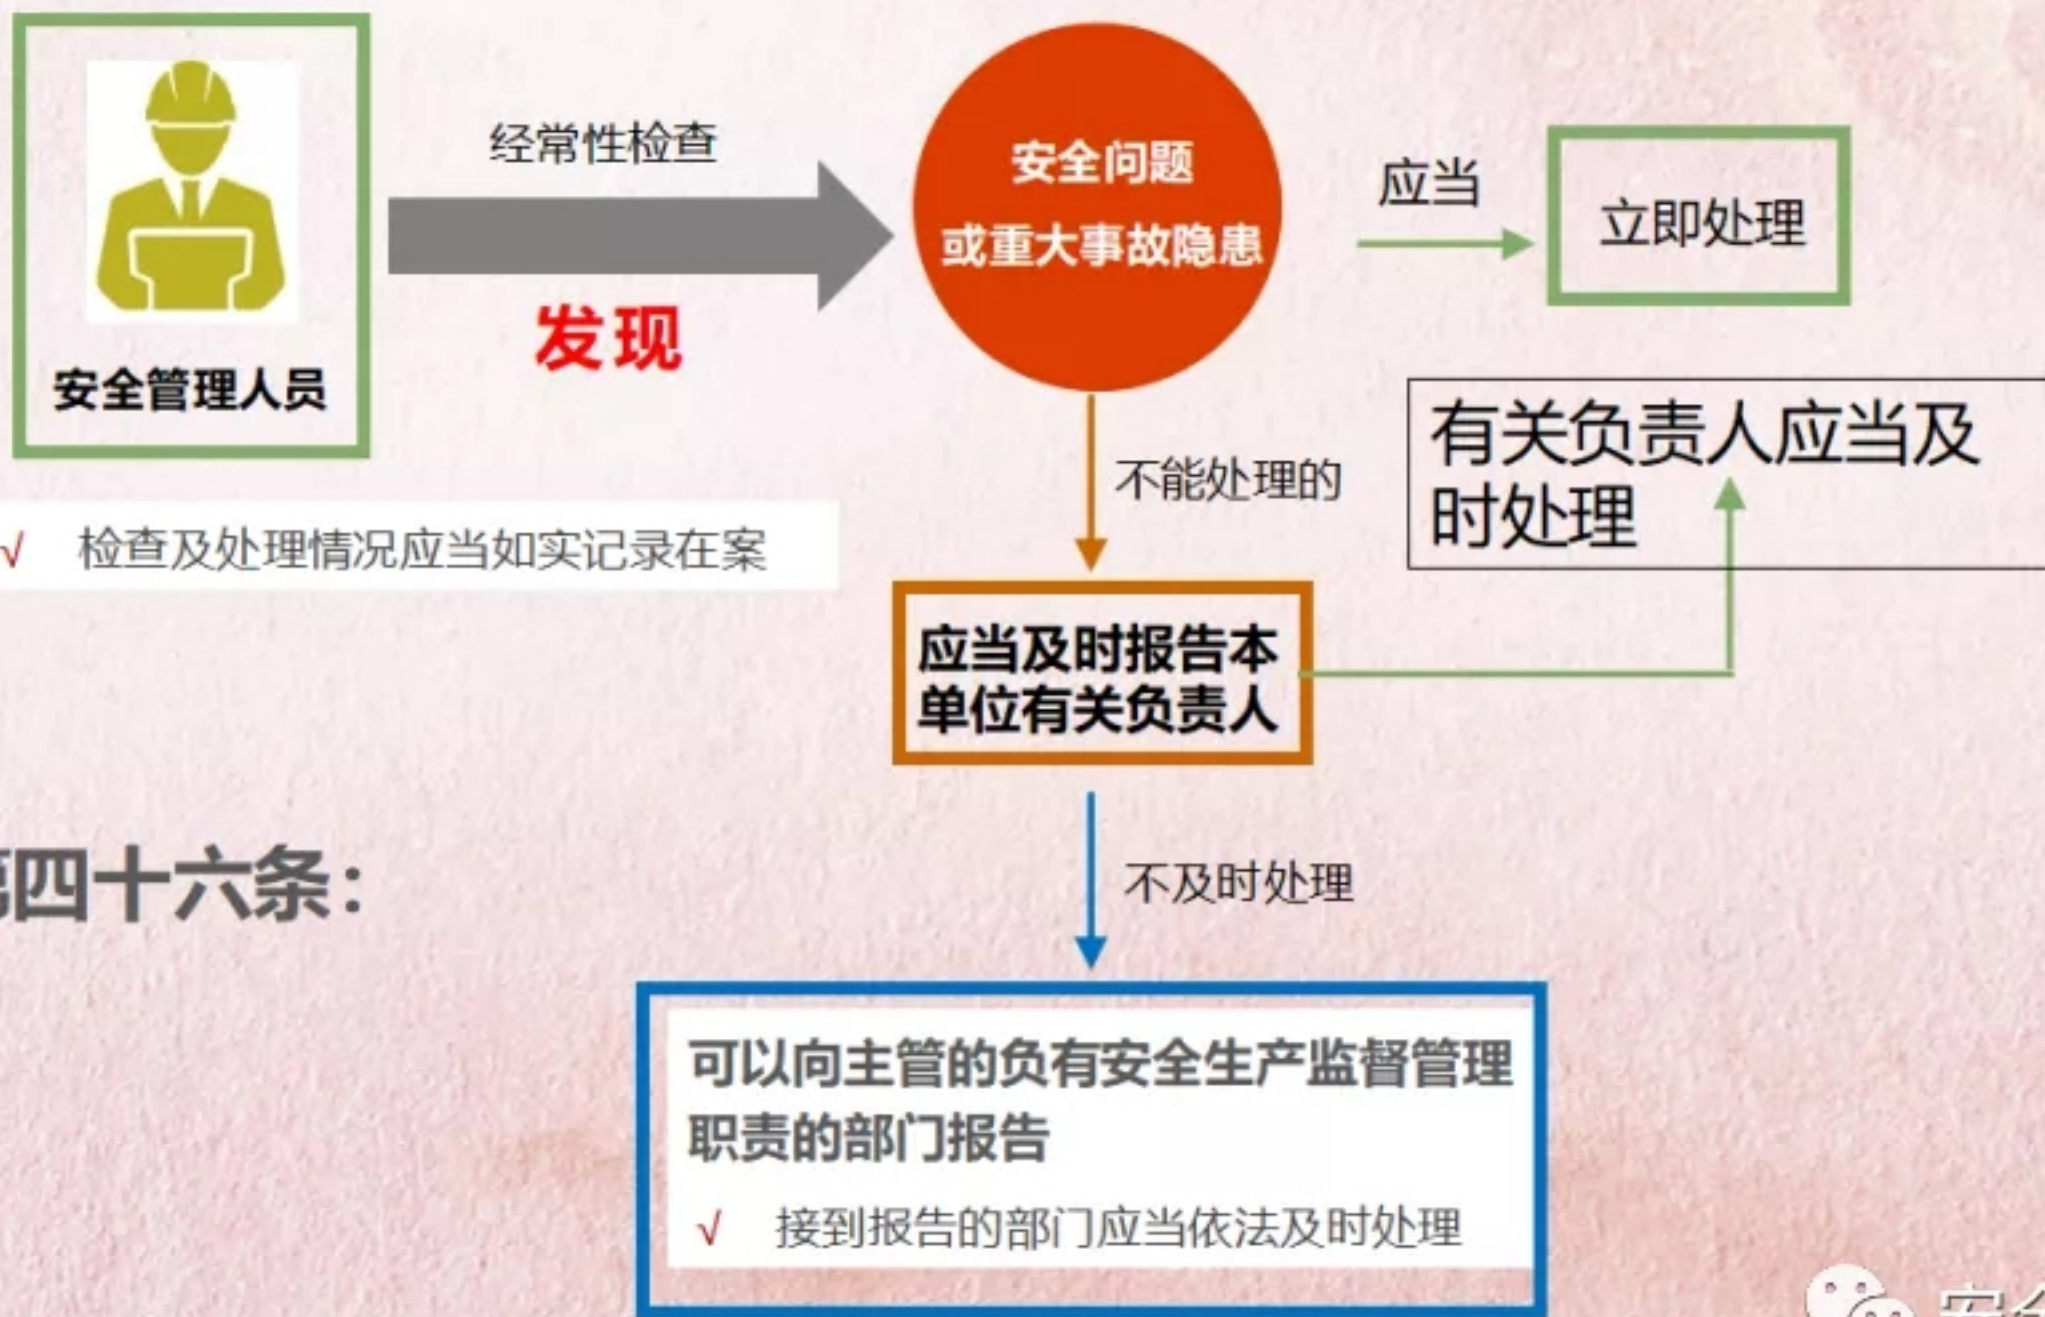 经常性检查
安全问题
或重大事故隐患
应当
立即处理
发现
安全管理人员
有关负责人应当及
时处理
不能处理的
√ 检查及处理情况应当如实记录在案
应当及时报告本
单位有关负责人
四十六条：
不及时处理
可以向主管的负有安全生产监督管理
职责的部门报告
√ 接到报告的部门应当依法及时处理
安全